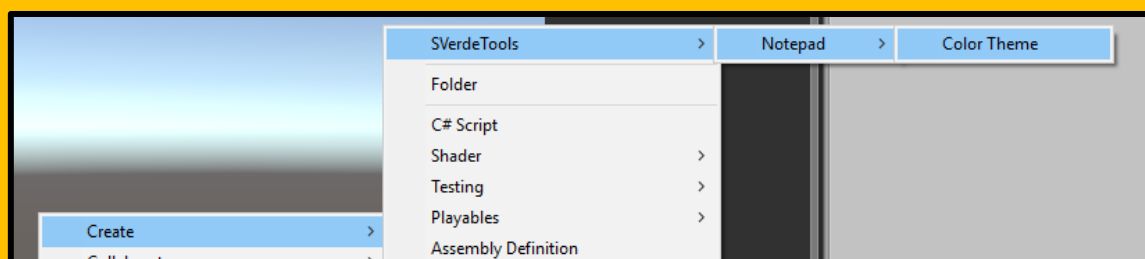 SVerdeTools > Notepad > Color Theme
Folder
C# Script
Shader >
Testing >
Playables >
Create >
Assembly Definition